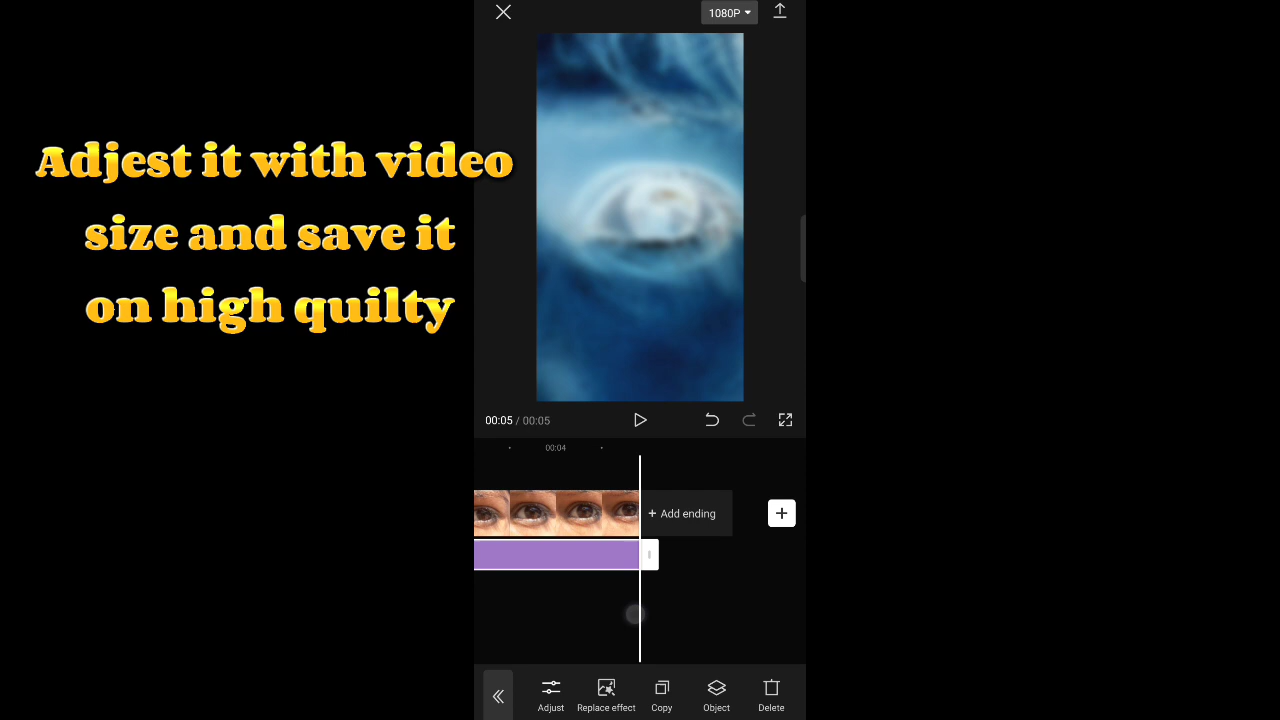 1080P
Adjest it with video
size and save it
on high quilty
00:05 / 00:05
00:04
+ Add ending
Adjust
Replace effect
Copy
Object
Delete